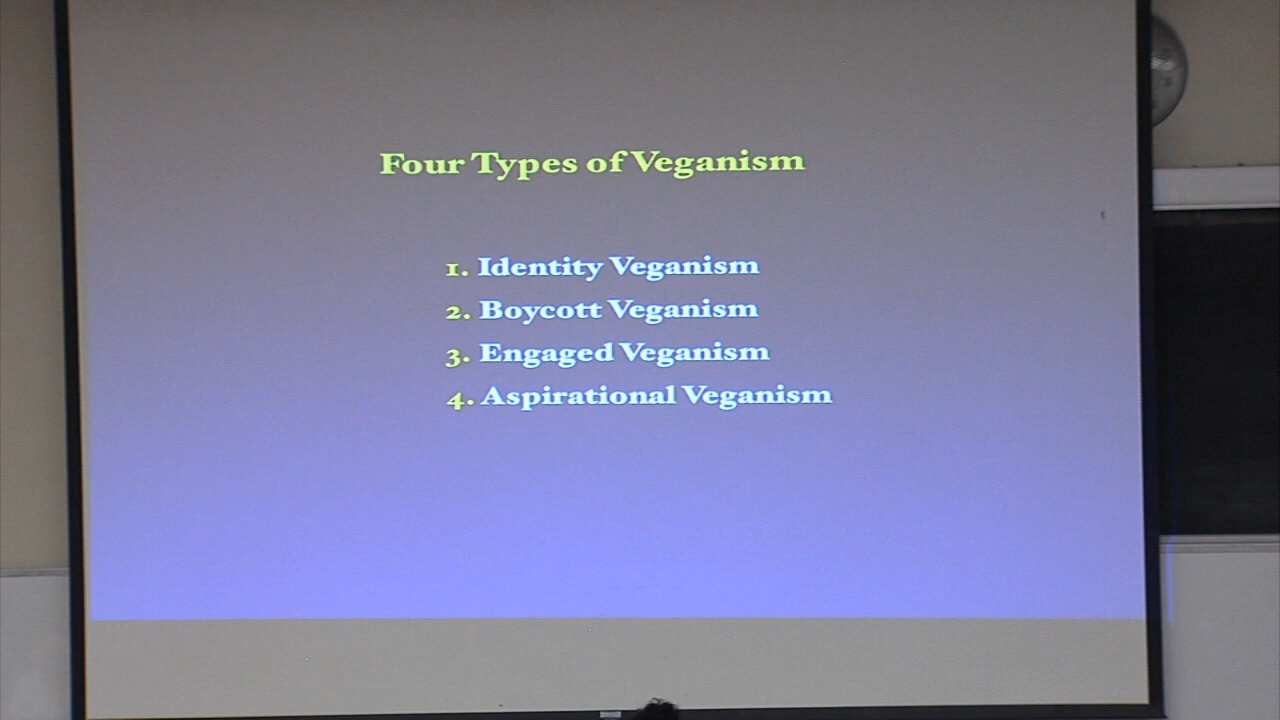 Four Types of Veganism
1. Identity Veganism
2. Boycott Veganism
3. Engaged Veganism
4. Aspirational Veganism